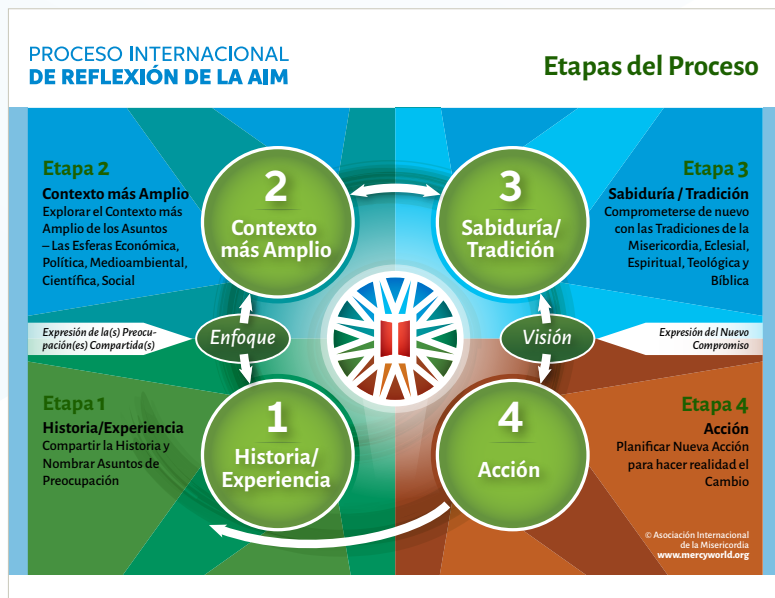 PROCESO INTERNACIONAL
DE REFLEXIÓN DE LA AIM
Etapas del Proceso
Etapa 2
Contexto más Amplio
Explorar el Contexto más
Amplio de los Asuntos
– Las Esferas Económica,
Política, Medioambiental,
Científica, Social
2
Contexto
más Amplio
3
Sabiduría/
Tradición
Etapa 3
Sabiduría / Tradición
Comprometerse de nuevo
con las Tradiciones de la
Misericordia, Eclesial,
Espiritual, Teológica y
Bíblica
Expresión de la(s) Preocu-
pación(es) Compartida(s)
Enfoque
Visión
Expresión del Nuevo
Compromiso
Etapa 1
Historia/Experiencia
Compartir la Historia y
Nombrar Asuntos de
Preocupación
1
Historia/
Experiencia
4
Acción
Etapa 4
Acción
Planificar Nueva Acción
para hacer realidad el
Cambio
© Asociación Internacional
de la Misericordia
www.mercyworld.org